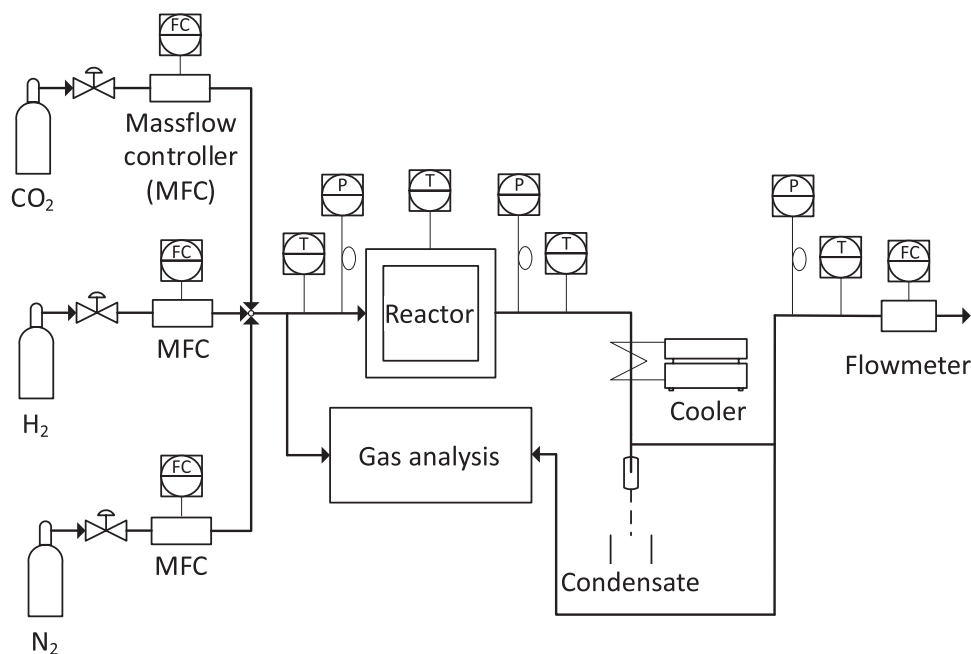 FC
Massflow
controller
(MFC)
CO₂
P
T
P
P
T
T
T
FC
FC
MFC
Reactor
Flowmeter
H₂
Cooler
Gas analysis
FC
MFC
Condensate
N₂